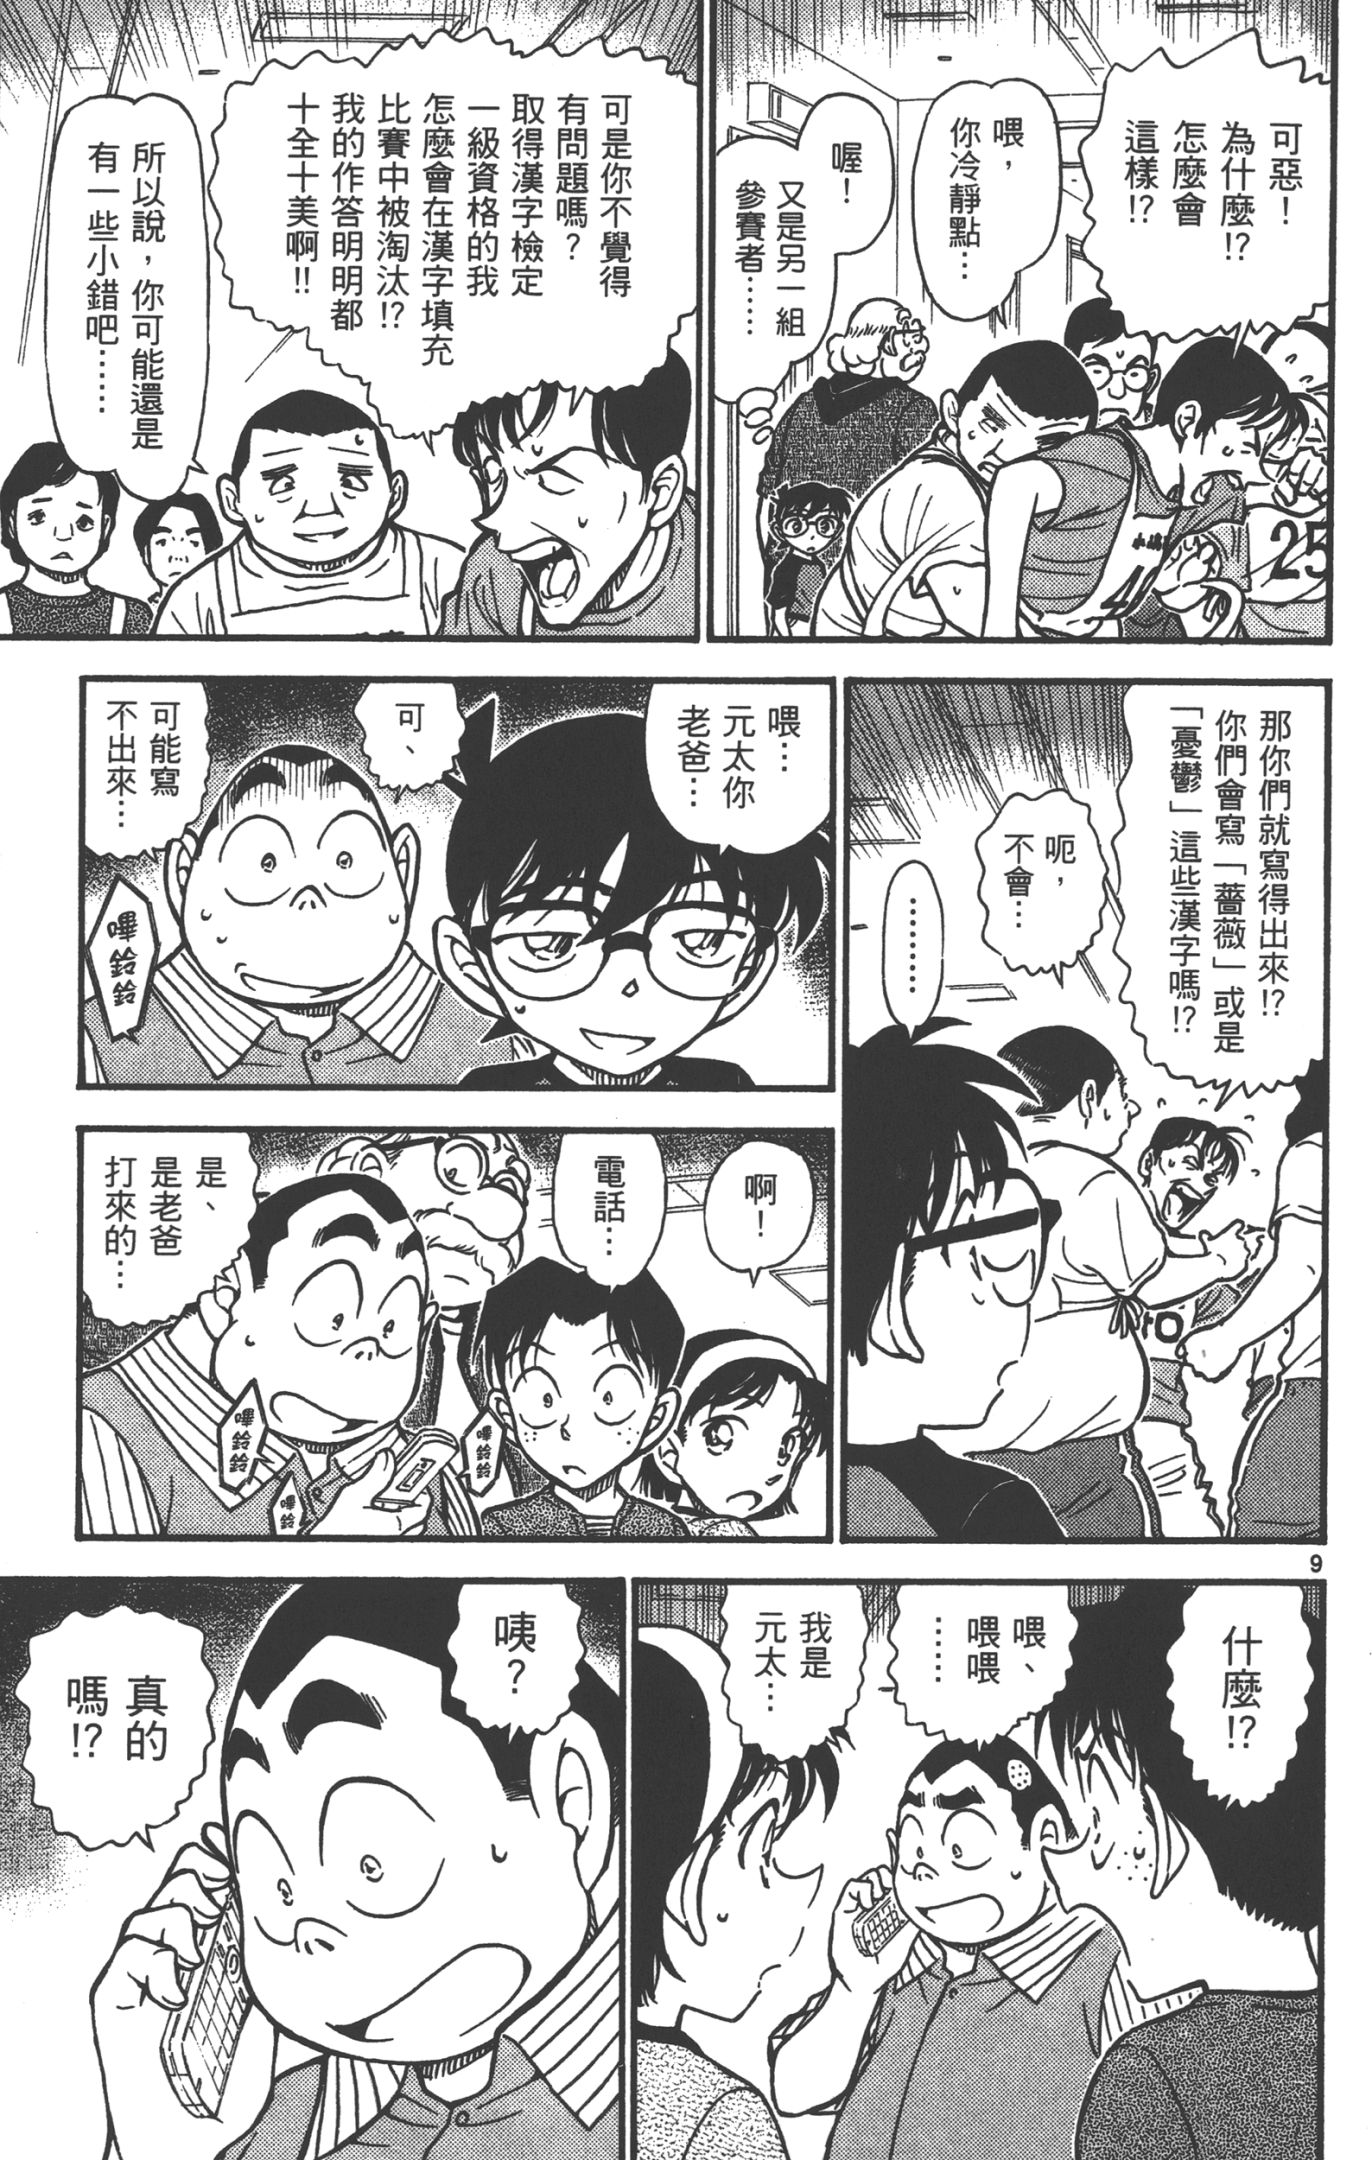 可惡！
為什麼!?
怎麼會
這樣!?
喂，
你冷靜點…
喔！
又是另一組
參賽者……
25
4
可是你不覺得
有問題嗎？
取得漢字檢定
一級資格的我
怎麼會在漢字填充
比賽中被淘汰!?
我的作答明明都
十全十美啊!!
所以說，你可能還是
有一些小錯吧……
那你們就寫得出來!?
你們會寫「薔薇」或是
「憂鬱」這些漢字嗎!?
呃，
不會…
………
喂…
元太你
老爸…
可、
可能寫
不出來…
嗶鈴鈴
啊！
電話…
是、
是老爸
打來的…
嗶鈴鈴
嗶鈴鈴
嗶鈴
9
什麼!?
喂、
喂喂
……
我是
元太…
咦？
真的
嗎!?